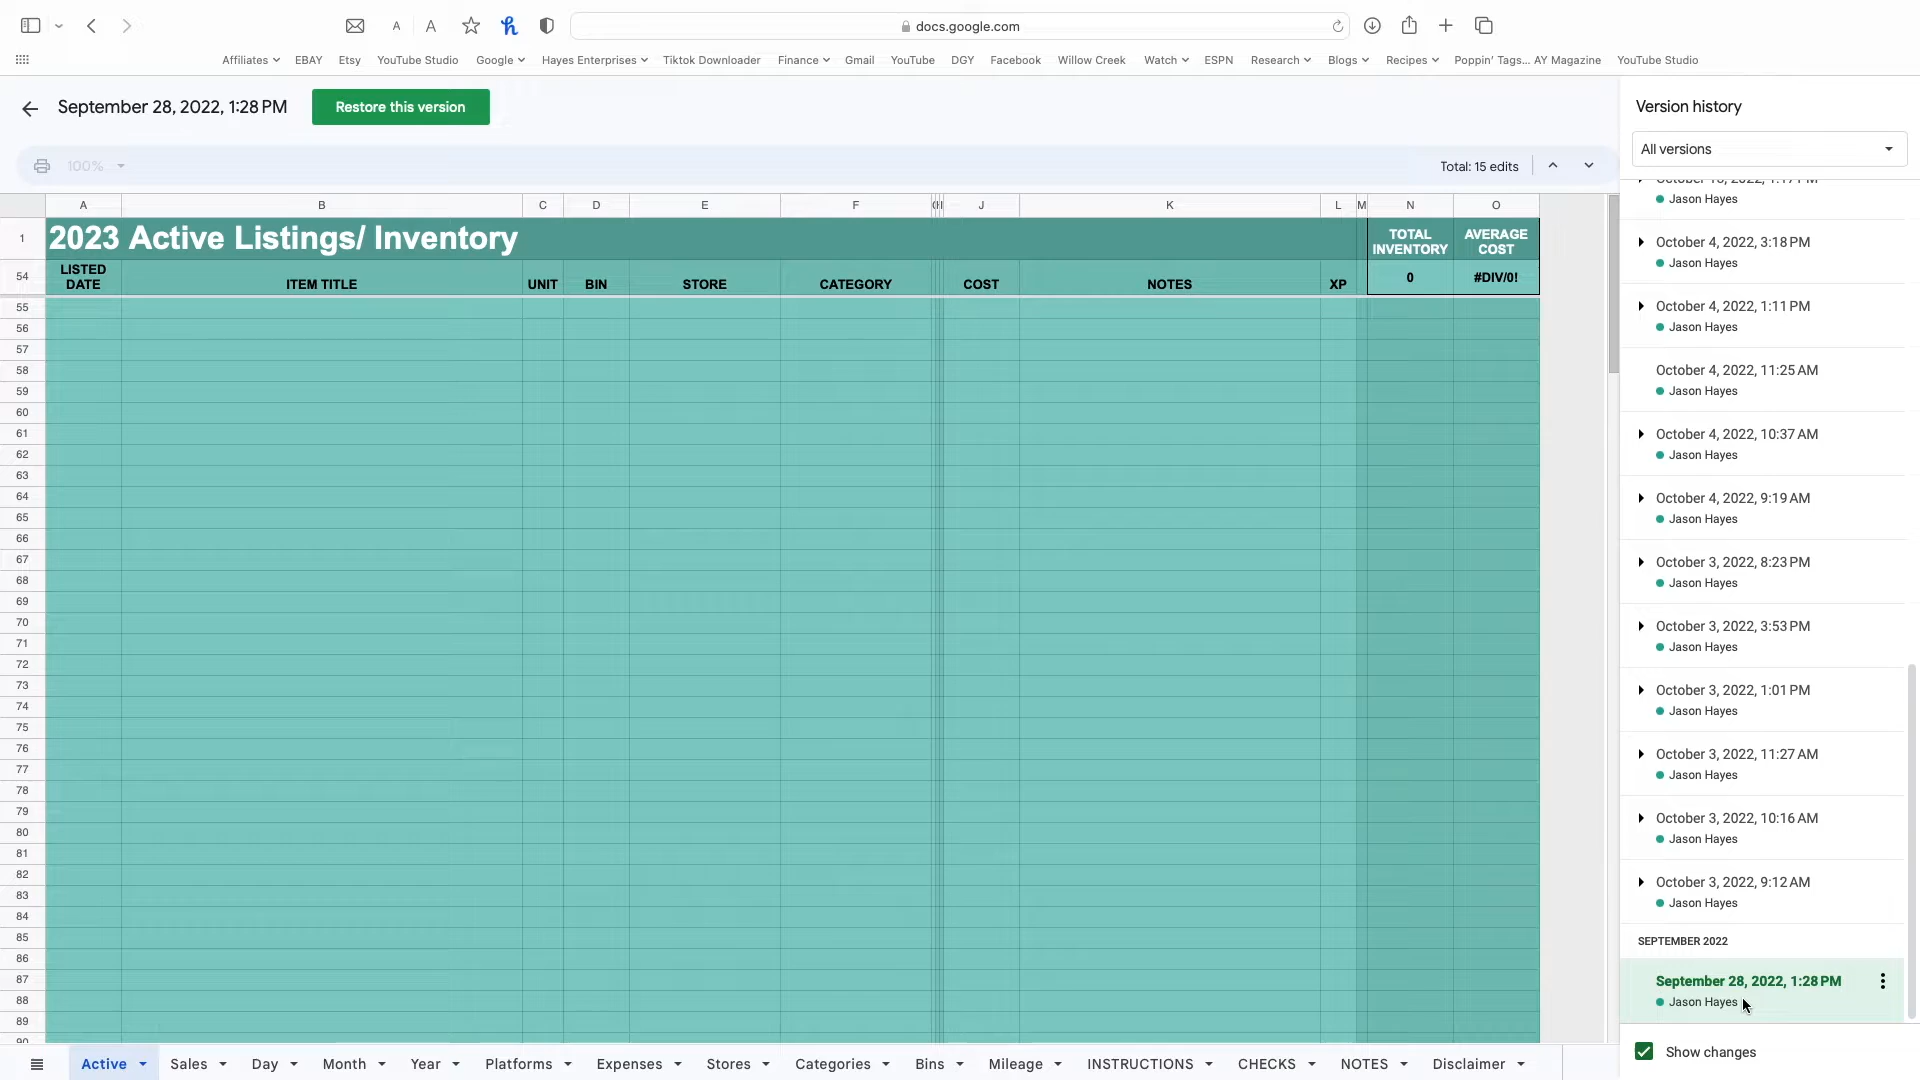 A A docs.google.com
Affiliates EBAY Etsy YouTube Studio Google Hayes Enterprises Tiktok Downloader Finance Gmail YouTube DGY Facebook Willow Creek Watch ESPN Research Blogs Recipes Poppin' Tags... AY Magazine YouTube Studio
September 28, 2022, 1:28 PM Restore this version
Version history
All versions
100% Total: 15 edits
A B C D E F J K L M N O
1 2023 Active Listings/ Inventory TOTAL INVENTORY AVERAGE COST
54 LISTED DATE ITEM TITLE UNIT BIN STORE CATEGORY COST NOTES XP 0 #DIV/0!
55
56
57
58
59
60
61
62
63
64
65
66
67
68
69
70
71
72
73
74
75
76
77
78
79
80
81
82
83
84
85
86
87
88
89
90
Jason Hayes
October 4, 2022, 3:18 PM
Jason Hayes
October 4, 2022, 1:11 PM
Jason Hayes
October 4, 2022, 11:25 AM
Jason Hayes
October 4, 2022, 10:37 AM
Jason Hayes
October 4, 2022, 9:19 AM
Jason Hayes
October 3, 2022, 8:23 PM
Jason Hayes
October 3, 2022, 3:53 PM
Jason Hayes
October 3, 2022, 1:01 PM
Jason Hayes
October 3, 2022, 11:27 AM
Jason Hayes
October 3, 2022, 10:16 AM
Jason Hayes
October 3, 2022, 9:12 AM
Jason Hayes
SEPTEMBER 2022
September 28, 2022, 1:28 PM
Jason Hayes
Show changes
Active Sales Day Month Year Platforms Expenses Stores Categories Bins Mileage INSTRUCTIONS CHECKS NOTES Disclaimer